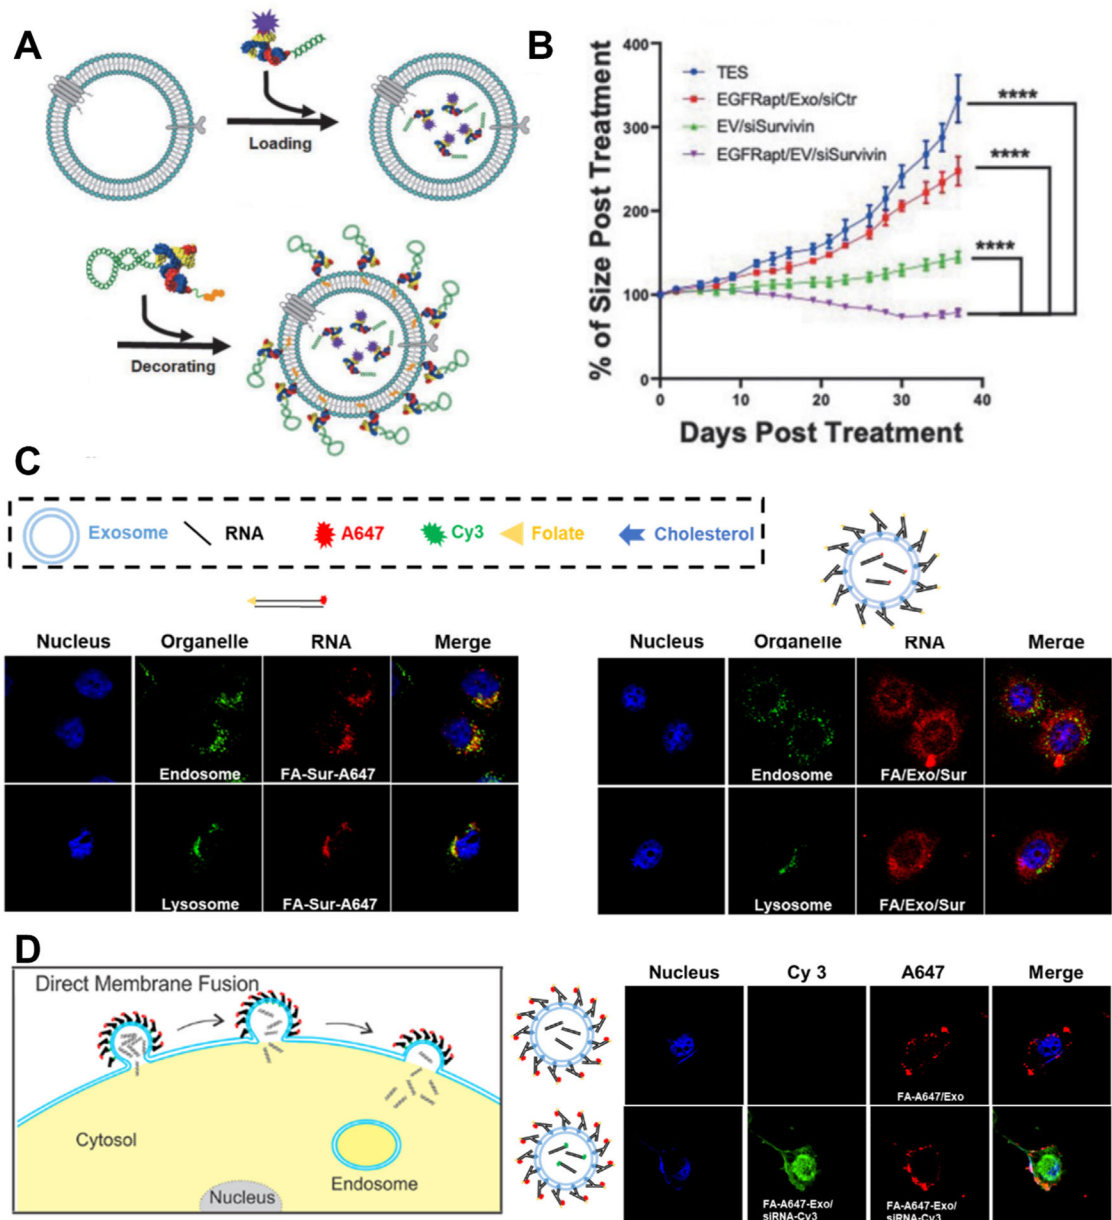 A
Loading
Decorating
B
% of Size Post Treatment
400
300
200
100
0
TES
EGFRapt/Exo/siCtr
EV/siSurvivin
EGFRapt/EV/siSurvivin
****
****
****
0 10 20 30 40
Days Post Treatment
C
Exosome RNA A647 Cy3 Folate Cholesterol
Nucleus Organelle RNA Merge
Endosome FA-Sur-A647
Lysosome FA-Sur-A647
Nucleus Organelle RNA Merge
Endosome FA/Exo/Sur
Lysosome FA/Exo/Sur
D
Direct Membrane Fusion
Cytosol
Endosome
Nucleus
Nucleus Cy 3 A647 Merge
FA-A647/Exo
FA-A647-Exo/ FA-A647-Exo/
siRNA-Cy3 siRNA-Cy3